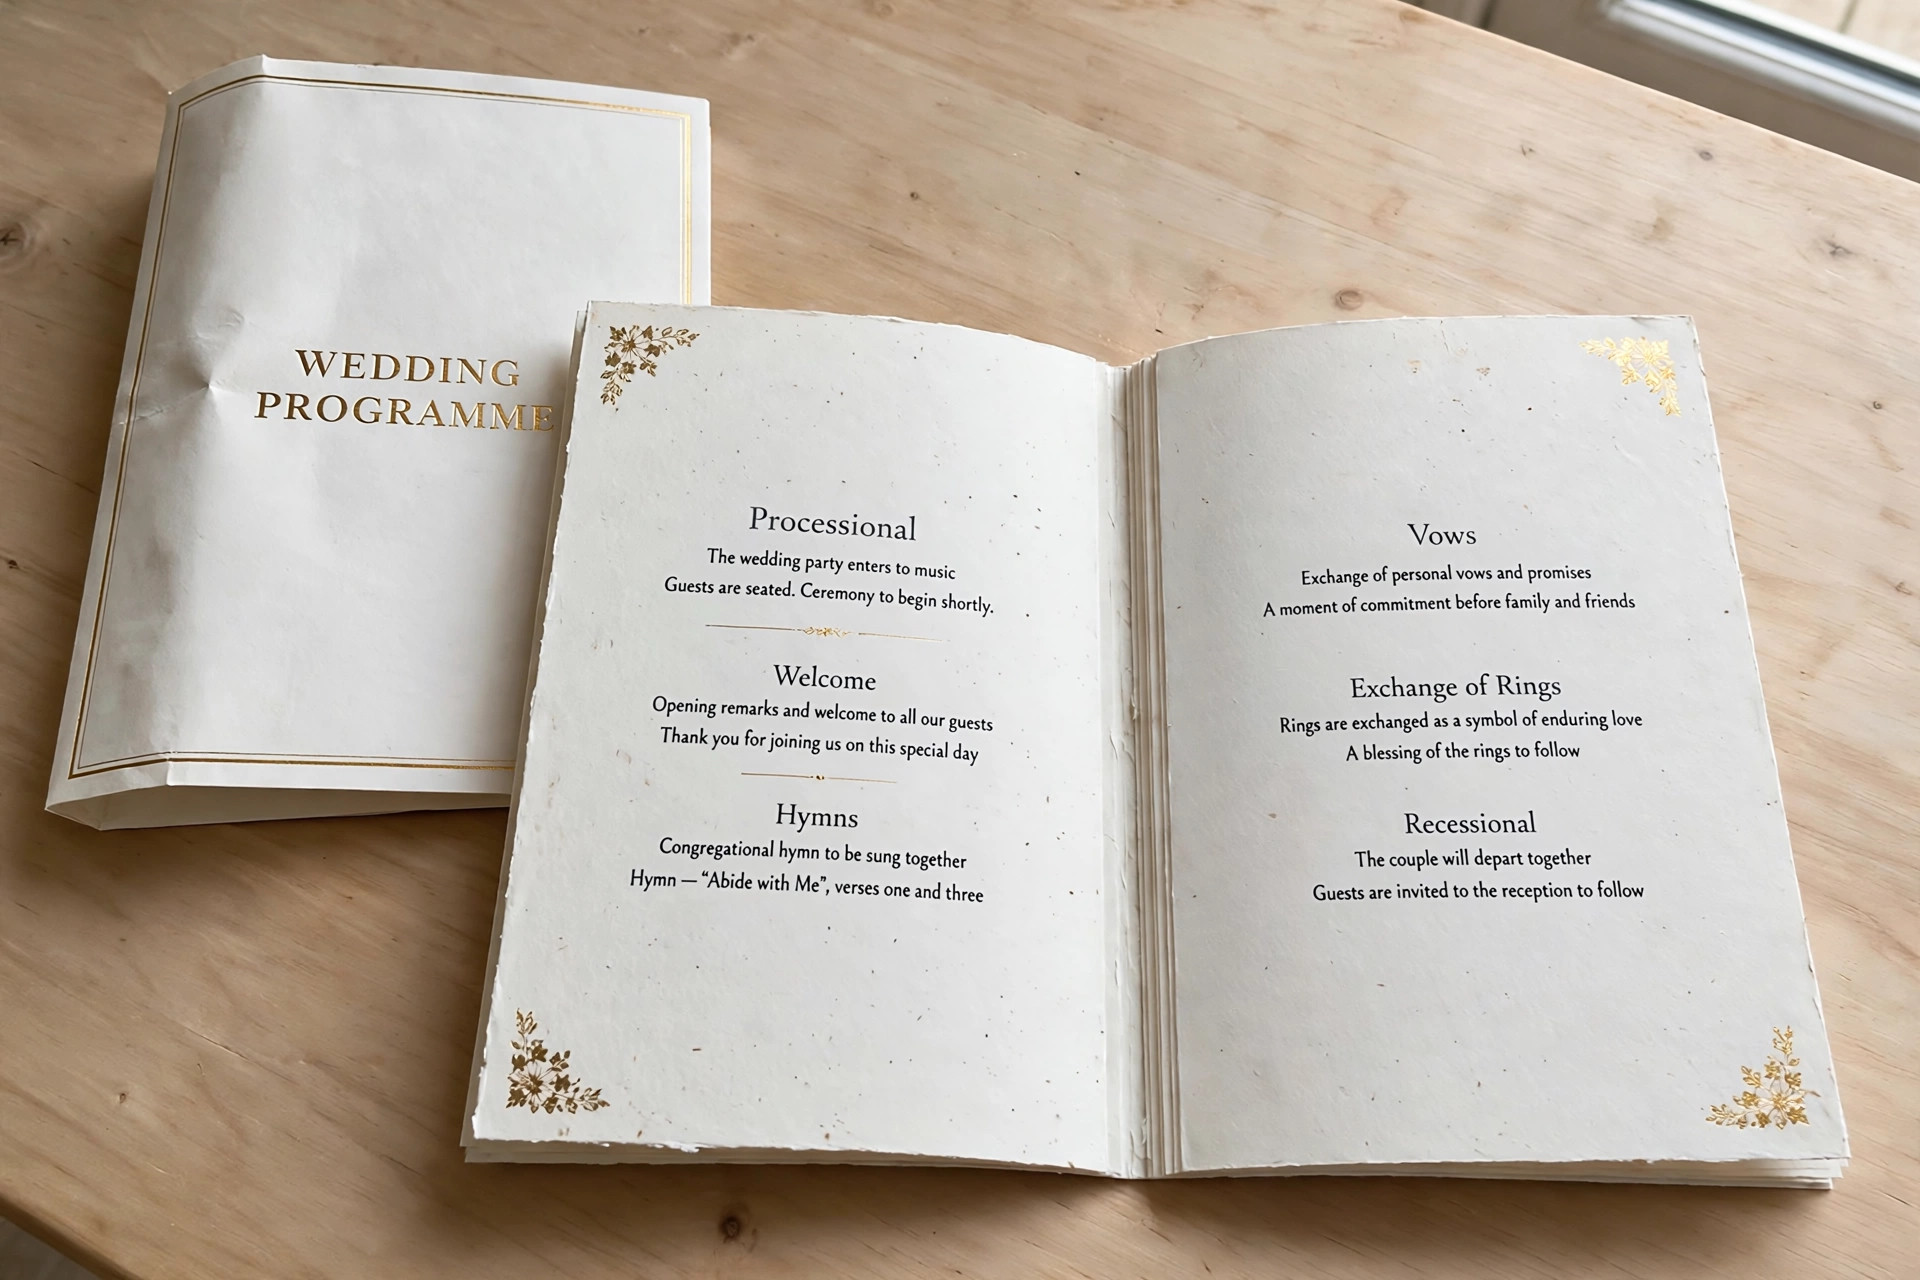 WEDDING
PROGRAMME
Processional
The wedding party enters to music
Guests are seated. Ceremony to begin shortly.
Welcome
Opening remarks and welcome to all our guests
Thank you for joining us on this special day
Hymns
Congregational hymn to be sung together
Hymn — “Abide with Me”, verses one and three
Vows
Exchange of personal vows and promises
A moment of commitment before family and friends
Exchange of Rings
Rings are exchanged as a symbol of enduring love
A blessing of the rings to follow
Recessional
The couple will depart together
Guests are invited to the reception to follow